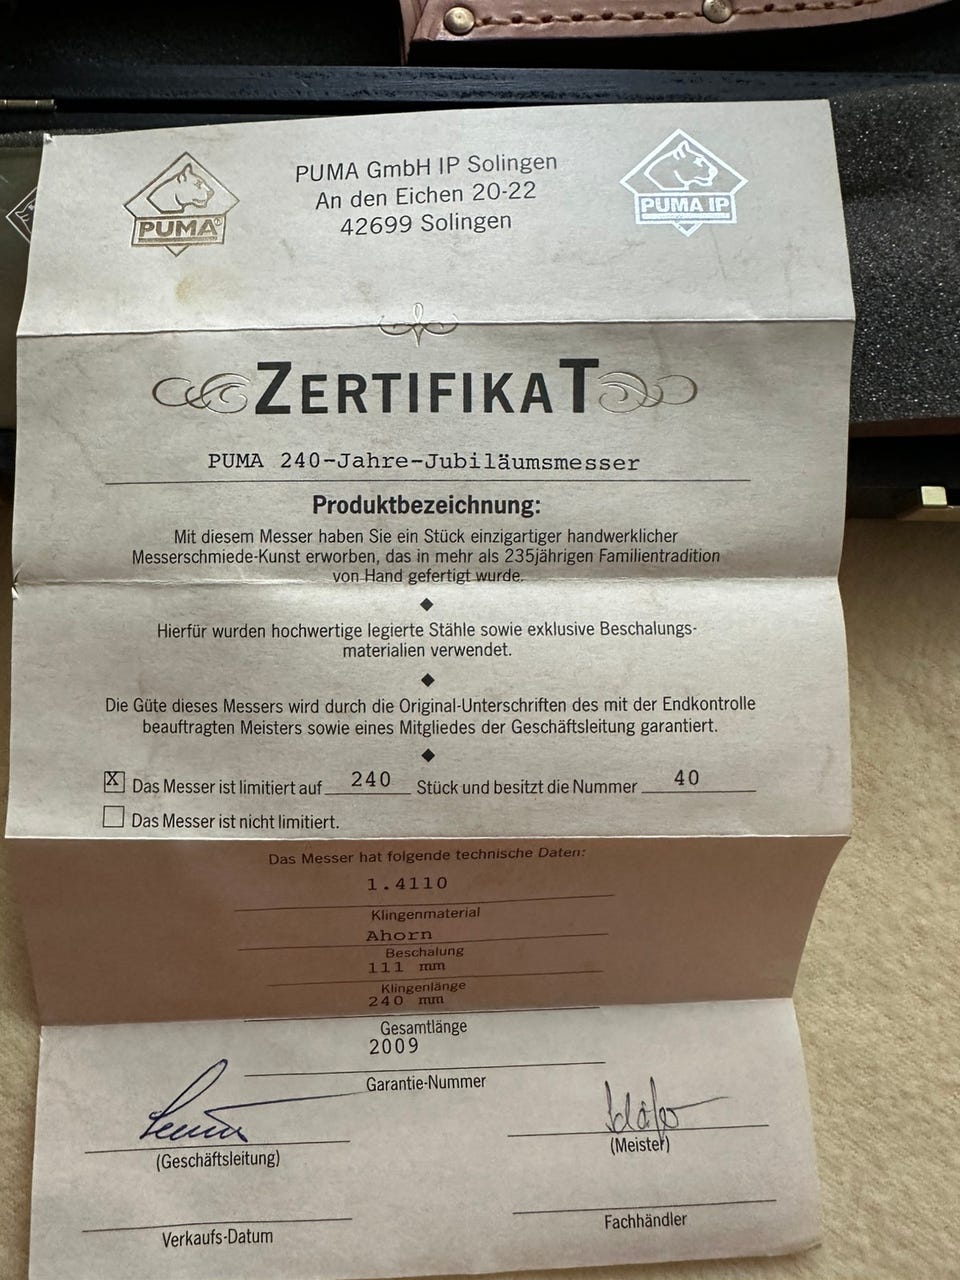 PUMA®
PUMA GmbH IP Solingen
An den Eichen 20-22
42699 Solingen
PUMA IP
ZERTIFIKAT
PUMA 240-Jahre-Jubiläumsmesser
Produktbezeichnung:
Mit diesem Messer haben Sie ein Stück einzigartiger handwerklicher
Messerschmiede-Kunst erworben, das in mehr als 235jährigen Familientradition
von Hand gefertigt wurde.
Hierfür wurden hochwertige legierte Stähle sowie exklusive Beschalungs-
materialien verwendet.
Die Güte dieses Messers wird durch die Original-Unterschriften des mit der Endkontrolle
beauftragten Meisters sowie eines Mitgliedes der Geschäftsleitung garantiert.
X Das Messer ist limitiert auf 240 Stück und besitzt die Nummer 40
Das Messer ist nicht limitiert.
Das Messer hat folgende technische Daten:
1.4110
Klingenmaterial
Ahorn
Beschalung
111 mm
Klingenlänge
240 mm
Gesamtlänge
2009
Garantie-Nummer
(Geschäftsleitung)
(Meister)
Verkaufs-Datum
Fachhändler